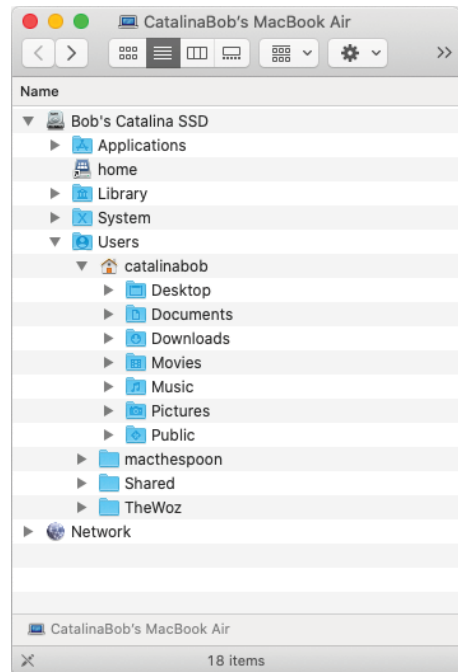 CatalinaBob's MacBook Air
Name
Bob's Catalina SSD
Applications
home
Library
System
Users
catalinabob
Desktop
Documents
Downloads
Movies
Music
Pictures
Public
macthespoon
Shared
TheWoz
Network
CatalinaBob's MacBook Air
18 items